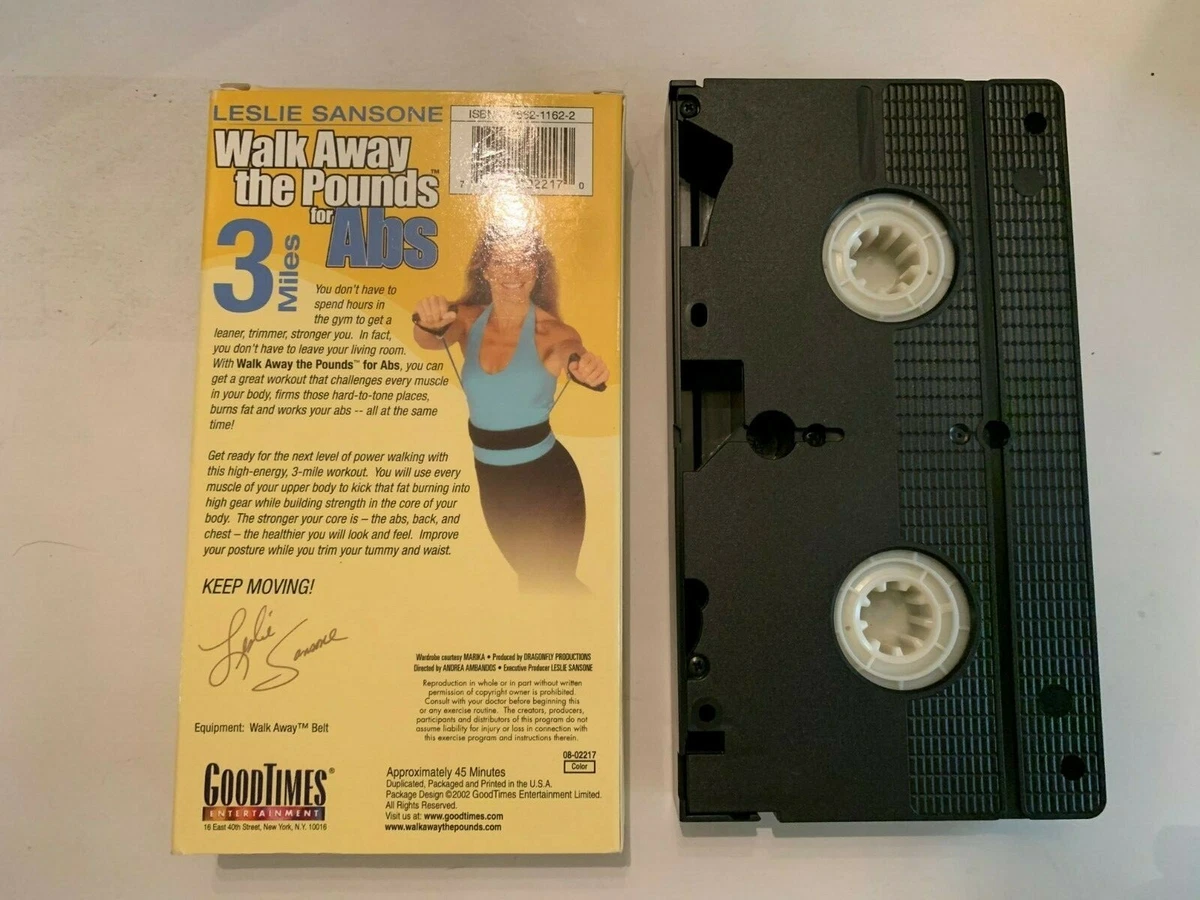 LESLIE SANSONE
Walk Away
the Pounds™
for Abs
3 Miles
ISBN 1162-2
7 02217 0
You don't have to
spend hours in
the gym to get a
leaner, trimmer, stronger you. In fact,
you don't have to leave your living room.
With Walk Away the Pounds™ for Abs, you can
get a great workout that challenges every muscle
in your body, firms those hard-to-tone places,
burns fat and works your abs -- all at the same
time!
Get ready for the next level of power walking with
this high-energy, 3-mile workout. You will use every
muscle of your upper body to kick that fat burning into
high gear while building strength in the core of your
body. The stronger your core is – the abs, back, and
chest – the healthier you will look and feel. Improve
your posture while you trim your tummy and waist.
KEEP MOVING!
Leslie Sansone
Wardrobe courtesy MARIKA • Produced by DRAGONFLY PRODUCTIONS
Directed by ANDREA AMBANDOS • Executive Producer LESLIE SANSONE
Reproduction in whole or in part without written
permission of copyright owner is prohibited.
Consult with your doctor before beginning this
or any exercise routine. The creators, producers,
participants and distributors of this program do not
assume liability for injury or loss in connection with
this exercise program and instructions therein.
Equipment: Walk Away™ Belt
08-02217
Color
GOODTIMES®
ENTERTAINMENT
16 East 40th Street, New York, N.Y. 10016
Approximately 45 Minutes
Duplicated, Packaged and Printed in the U.S.A.
Package Design ©2002 GoodTimes Entertainment Limited.
All Rights Reserved.
Visit us at: www.goodtimes.com
www.walkawaythepounds.com